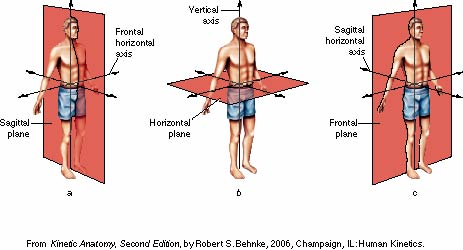 Frontal
horizontal
axis
Sagittal
plane
a
Vertical
axis
Horizontal
plane
b
Sagittal
horizontal
axis
Frontal
plane
c
From Kinetic Anatomy, Second Edition, by Robert S. Behnke, 2006, Champaign, IL: Human Kinetics.